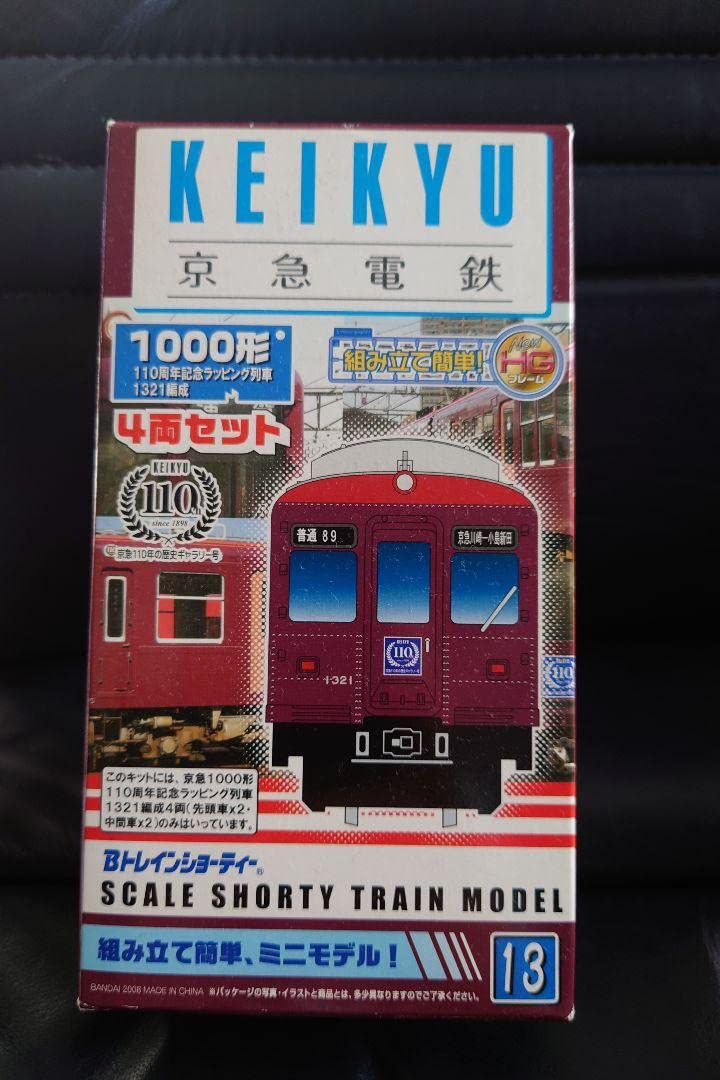 KEIKYU
京急電鉄
1000形
110周年記念ラッピング列車
1321編成
4両セット
組み立て簡単!
New
HG
フレーム
KEIKYU
110th
since 1898
京急110年の歴史ギャラリー号
普通 89
京急川崎ー小島新田
110
1321
110
このキットには、京急1000形
110周年記念ラッピング列車
1321編成4両(先頭車x2・
中間車x2)のみはいっています。
Bトレインショーティー®
SCALE SHORTY TRAIN MODEL
組み立て簡単、ミニモデル!
13
BANDAI 2008 MADE IN CHINA ※パッケージの写真・イラストと商品とは、多少異なりますのでご了承ください。